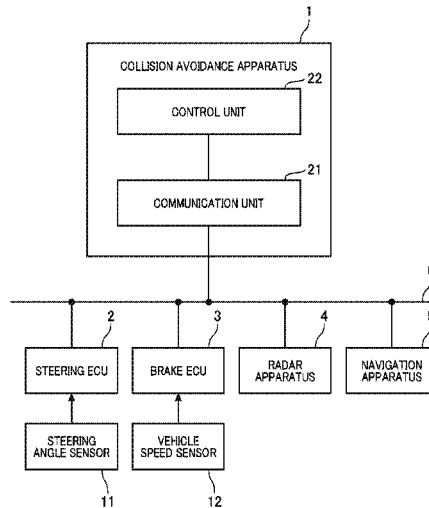 1
COLLISION AVOIDANCE APPARATUS
22
CONTROL UNIT
21
COMMUNICATION UNIT
2
3
4
STEERING ECU
BRAKE ECU
RADAR
APPARATUS
NAVIGATION
APPARATUS
STEERING
ANGLE SENSOR
VEHICLE
SPEED SENSOR
11
12